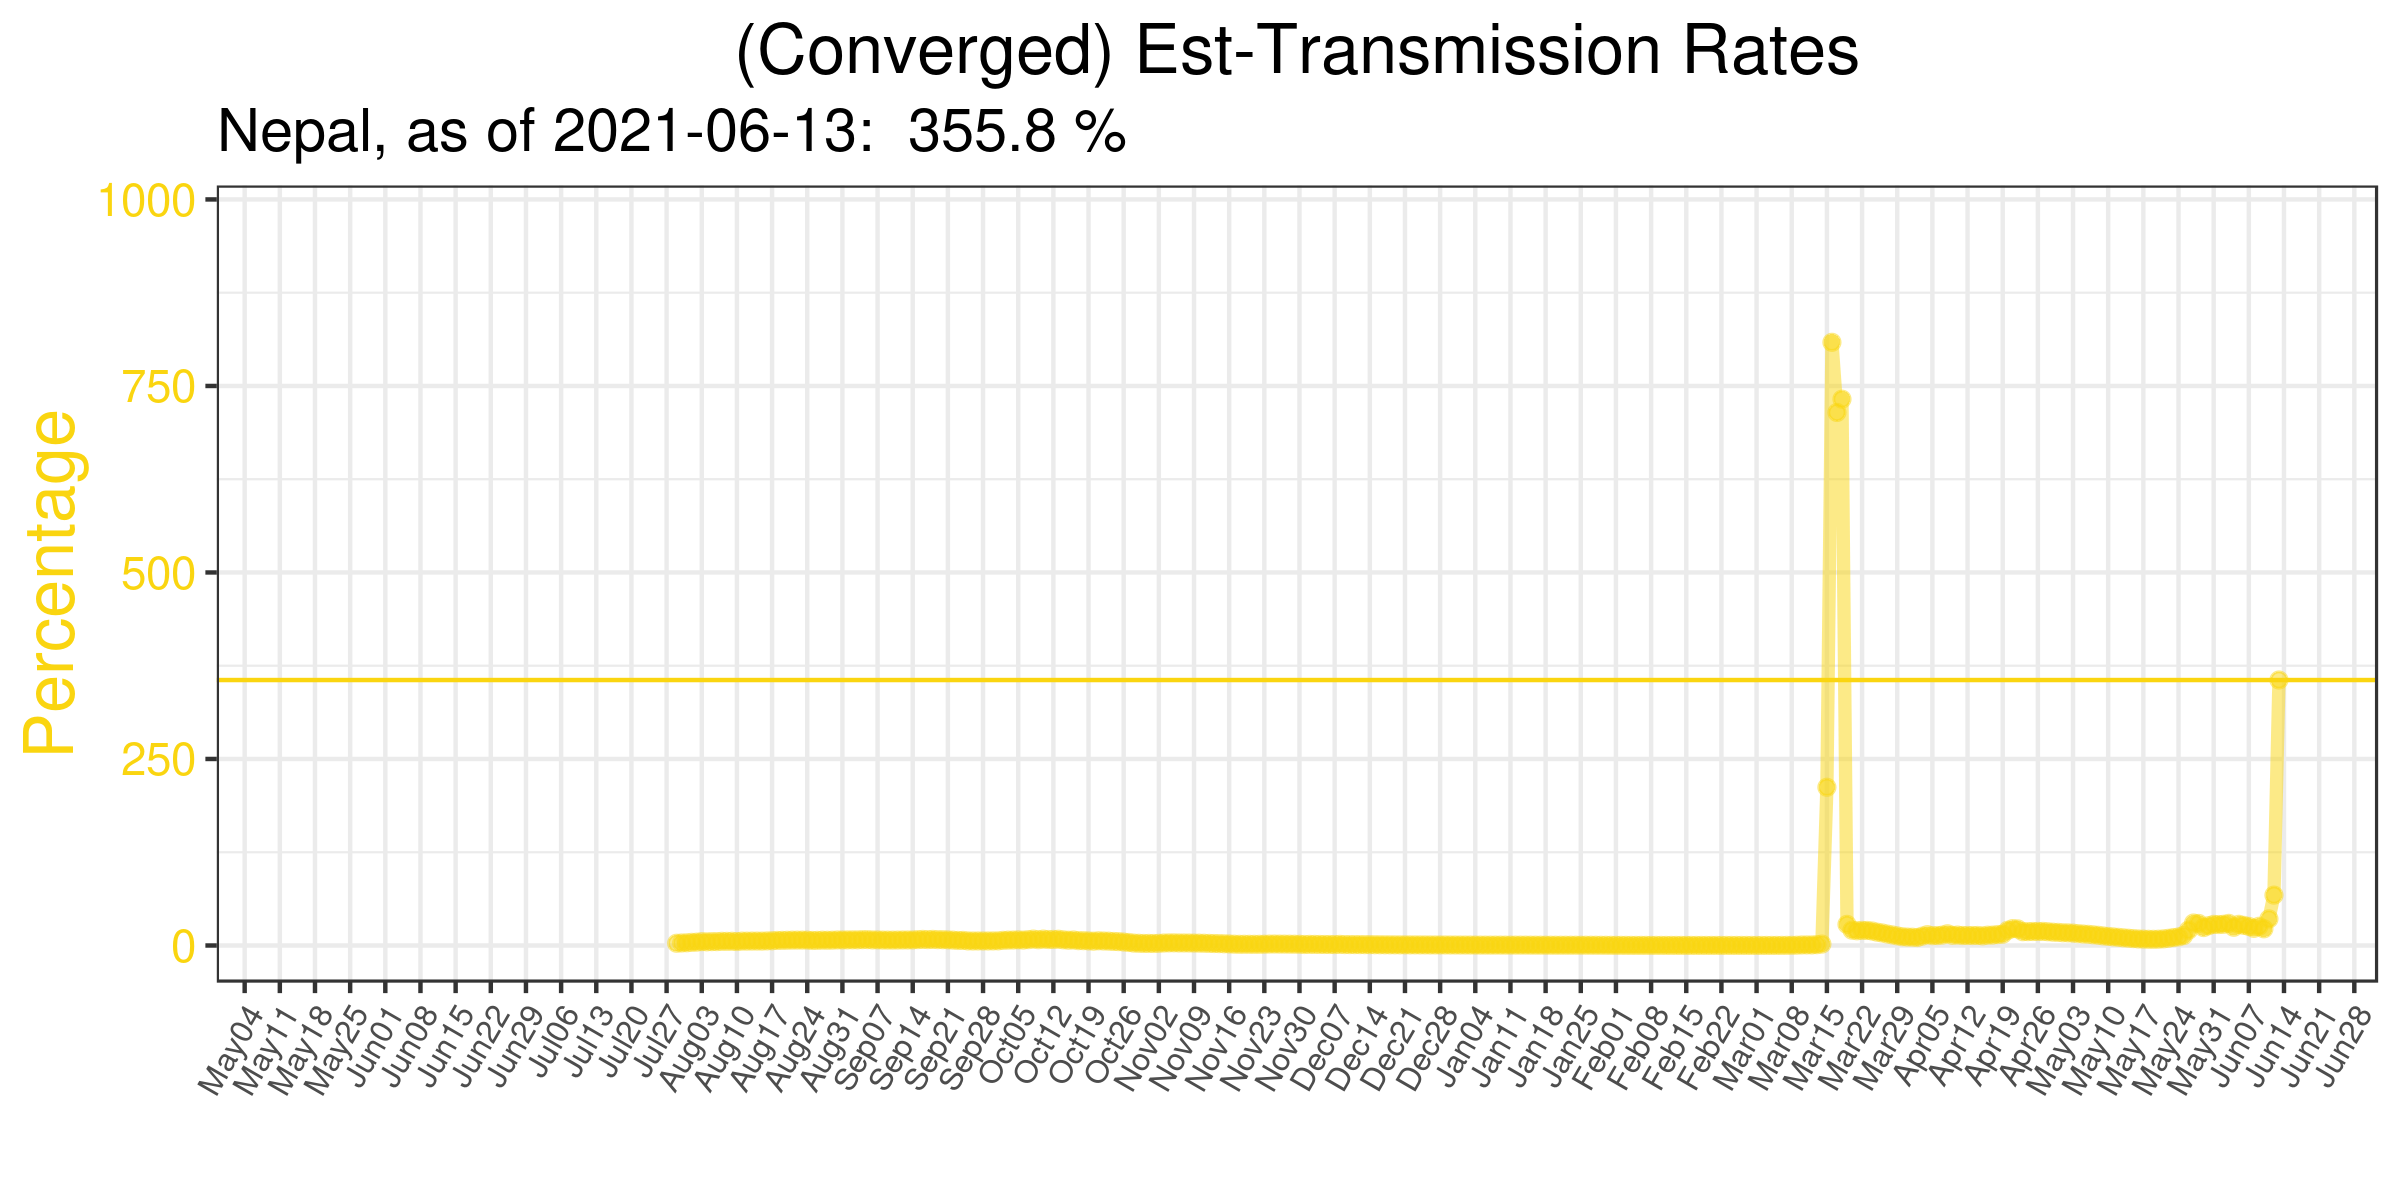 (Converged) Est-Transmission Rates
Nepal, as of 2021-06-13:  355.8 %
Percentage
1000
750
500
250
0
May04
May11
May18
May25
Jun01
Jun08
Jun15
Jun22
Jun29
Jul06
Jul13
Jul20
Jul27
Aug03
Aug10
Aug17
Aug24
Aug31
Sep07
Sep14
Sep21
Sep28
Oct05
Oct12
Oct19
Oct26
Nov02
Nov09
Nov16
Nov23
Nov30
Dec07
Dec14
Dec21
Dec28
Jan04
Jan11
Jan18
Jan25
Feb01
Feb08
Feb15
Feb22
Mar01
Mar08
Mar15
Mar22
Mar29
Apr05
Apr12
Apr19
Apr26
May03
May10
May17
May24
May31
Jun07
Jun14
Jun21
Jun28